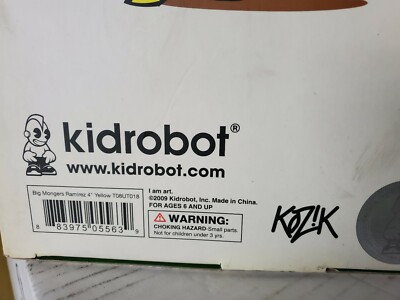 kidrobot®
www.kidrobot.com
Big Mongers Ramirez 4" Yellow T08UT018
8 83975 05563 9
I am art.
©2009 Kidrobot, Inc. Made in China.
FOR AGES 6 AND UP
WARNING:
CHOKING HAZARD-Small parts.
Not for children under 3 yrs.
KOZIK